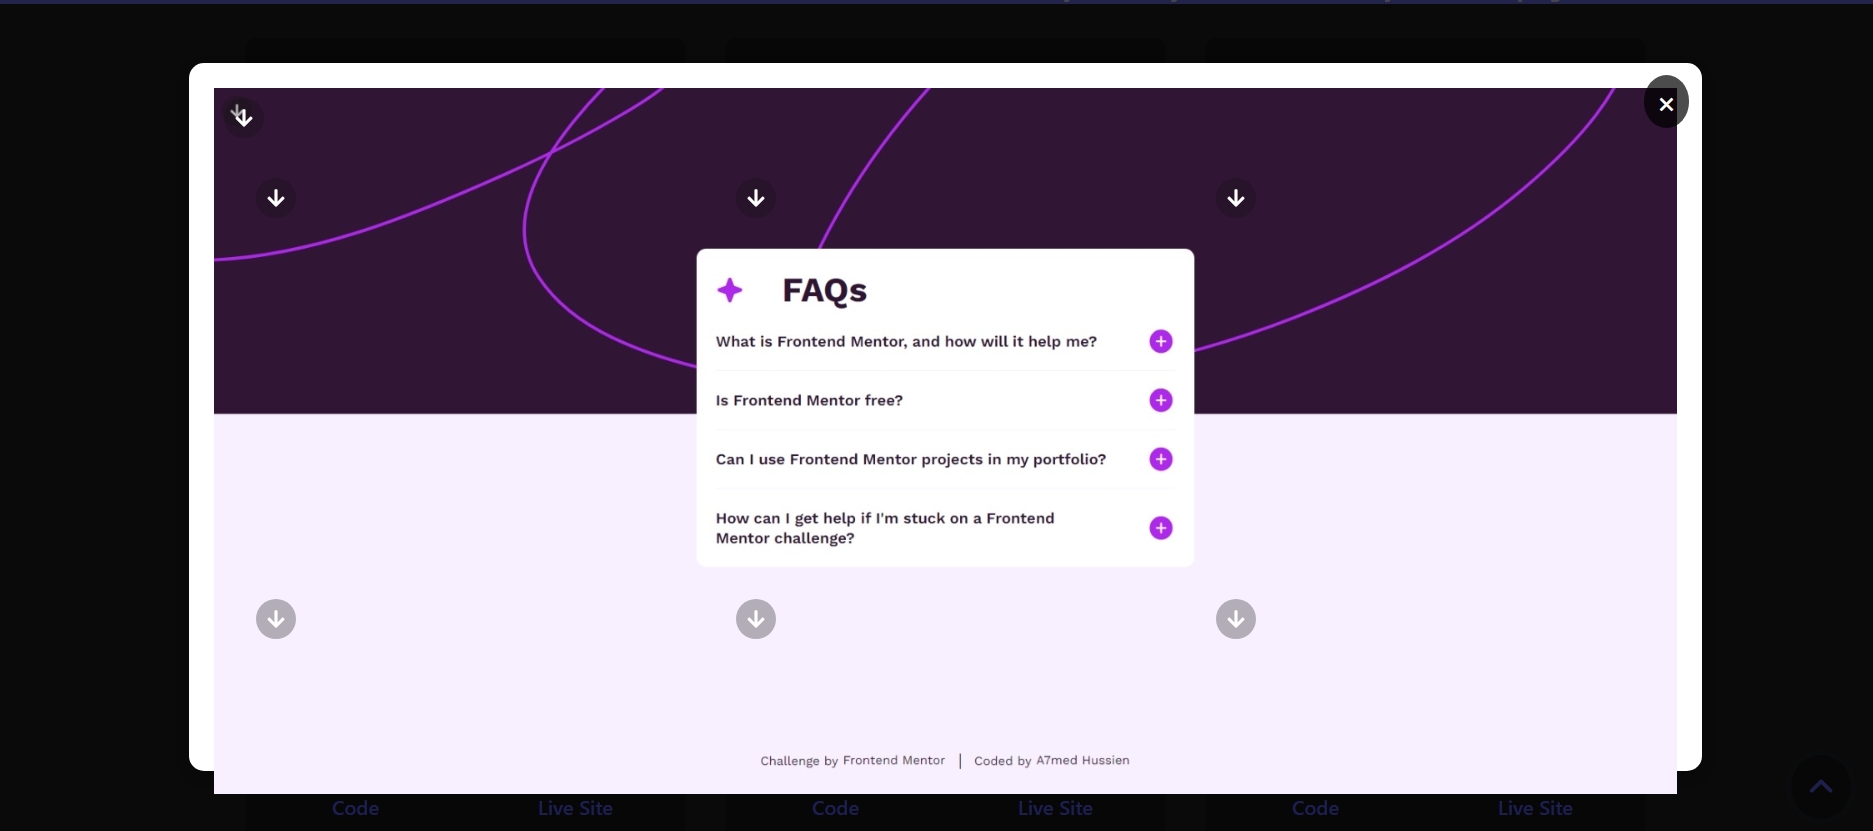 FAQs
What is Frontend Mentor, and how will it help me?
Is Frontend Mentor free?
Can I use Frontend Mentor projects in my portfolio?
How can I get help if I'm stuck on a Frontend
Mentor challenge?
Challenge by Frontend Mentor | Coded by A7med Hussien
Code Live Site Code Live Site Code Live Site